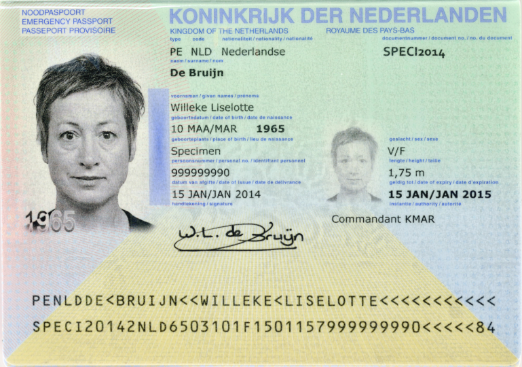 NOODPASPOORT
EMERGENCY PASSPORT
PASSEPORT PROVISOIRE
KONINKRIJK DER NEDERLANDEN
KINGDOM OF THE NETHERLANDS ROYAUME DES PAYS-BAS
type code nationaliteit / nationality / nationalité documentnummer / document no. / no. du document
PE NLD Nederlandse SPECI2014
naam / surname / nom
De Bruijn
voornamen / given names / prénoms
Willeke Liselotte
geboortedatum / date of birth / date de naissance
10 MAA/MAR 1965
geboorteplaats / place of birth / lieu de naissance geslacht / sex / sexe
Specimen V/F
persoonsnummer / personal no. / identifiant personnel lengte / height / taille
999999990 1,75 m
datum van afgifte / date of issue / date de délivrance geldig tot / date of expiry / date d'expiration
15 JAN/JAN 2014 15 JAN/JAN 2015
handtekening / signature instantie / authority / autorité
Commandant KMAR
1965
W.L. de Bruijn
PENLDDE<BRUIJN<<WILLEKE<LISELOTTE<<<<<<<<<<<
SPECI20142NLD6503101F1501157999999990<<<<<84